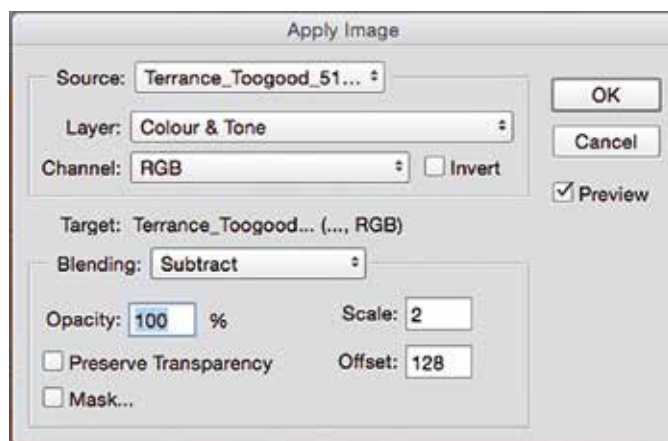 Apply Image
Source: Terrance_Toogood_51...
OK
Layer: Colour & Tone
Cancel
Channel: RGB
Invert
Preview
Target: Terrance_Toogood... (..., RGB)
Blending: Subtract
Opacity: 100 %
Scale: 2
Preserve Transparency
Offset: 128
Mask...